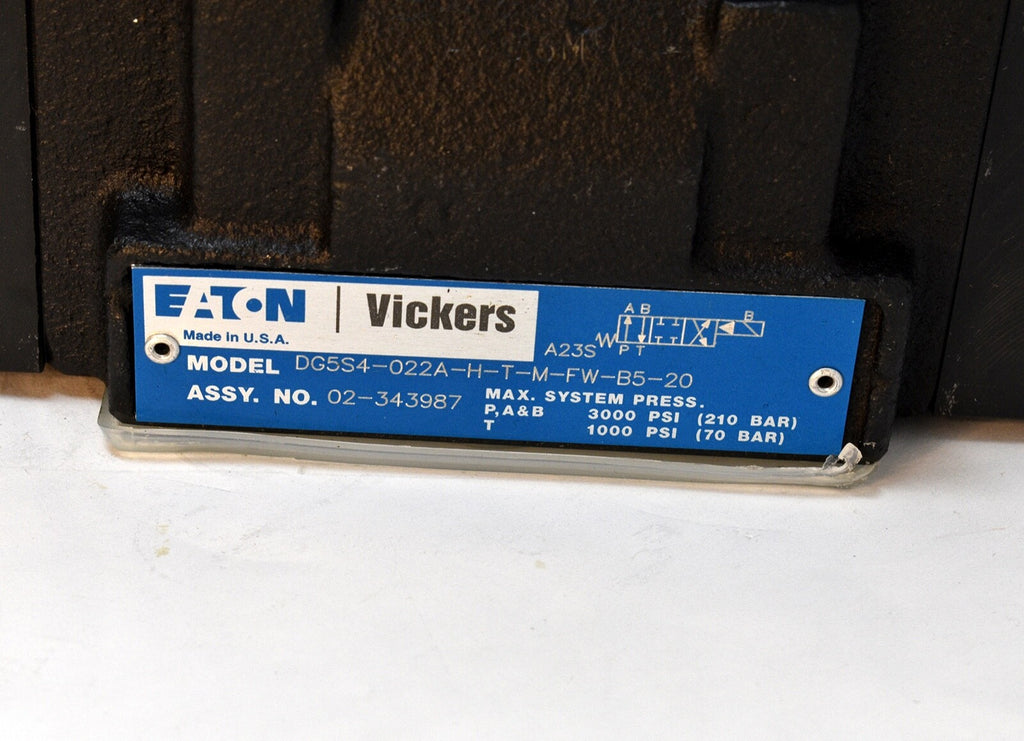 EATON | Vickers
Made in U.S.A.
A B B
A23S P T
MODEL DG5S4-022A-H-T-M-FW-B5-20
ASSY. NO. 02-343987
MAX. SYSTEM PRESS.
P,A&B 3000 PSI (210 BAR)
T 1000 PSI (70 BAR)